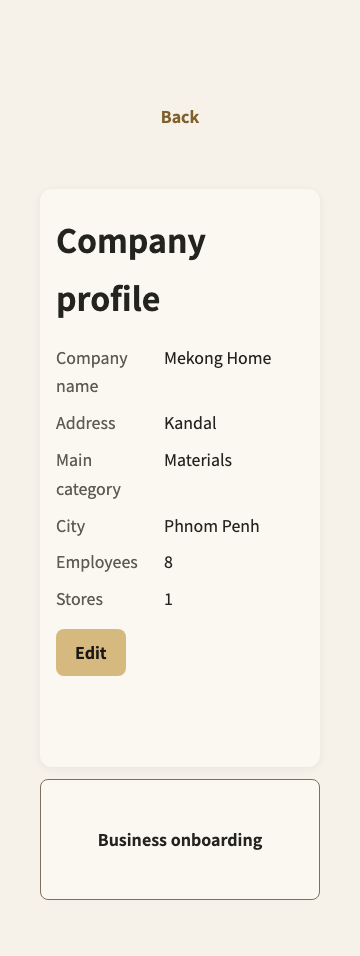 Back
Company
profile
Company name
Mekong Home
Address
Kandal
Main category
Materials
City
Phnom Penh
Employees
8
Stores
1
Edit
Business onboarding